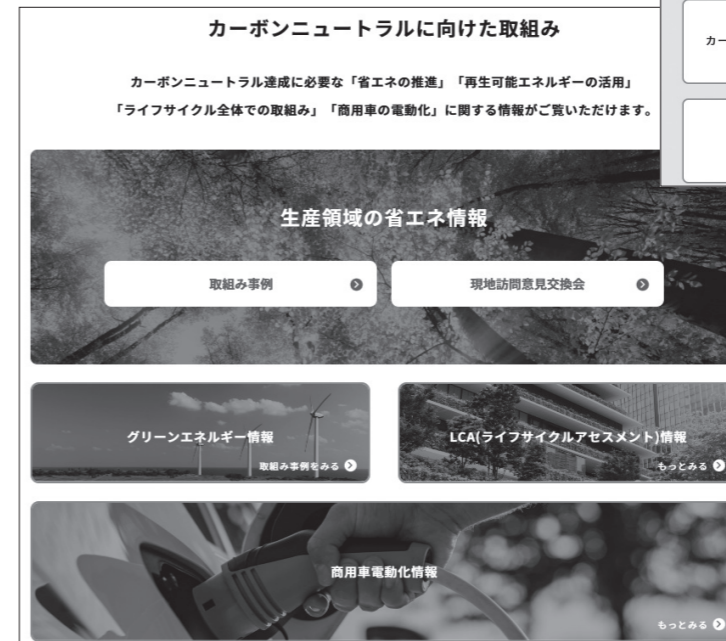 カーボンニュートラルに向けた取組み
カー
カーボンニュートラル達成に必要な「省エネの推進」「再生可能エネルギーの活用」
「ライフサイクル全体での取組み」「商用車の電動化」に関する情報がご覧いただけます。
生産領域の省エネ情報
取組み事例
現地訪問意見交換会
グリーンエネルギー情報
取組み事例をみる
LCA(ライフサイクルアセスメント)情報
もっとみる
商用車電動化情報
もっとみる